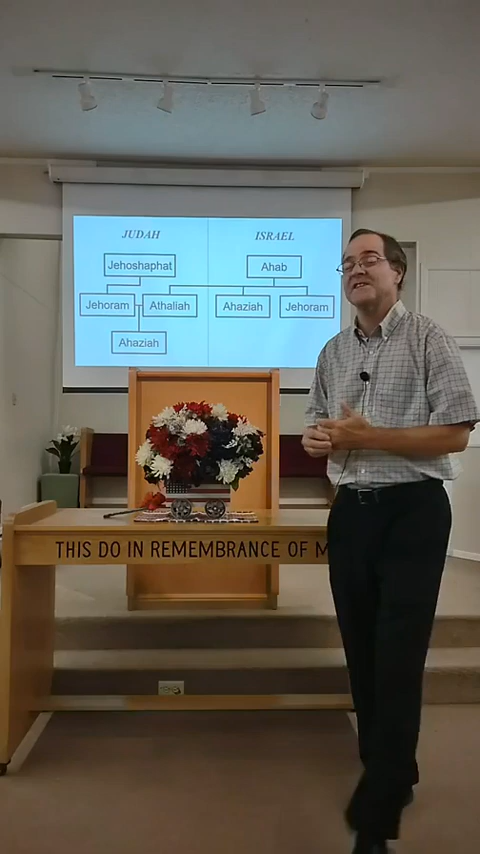 JUDAH
ISRAEL
Jehoshaphat
Ahab
Jehoram
Athaliah
Ahaziah
Jehoram
Ahaziah
THIS DO IN REMEMBRANCE OF M